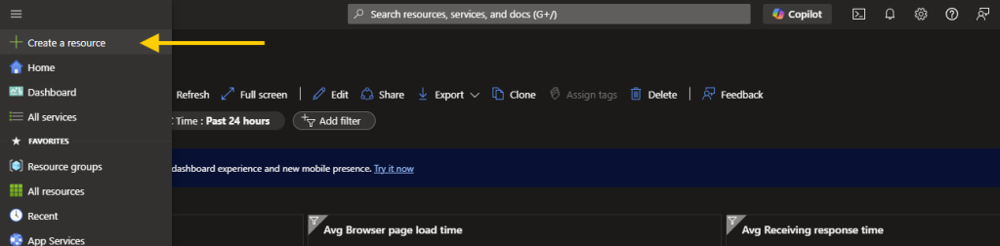 Search resources, services, and docs (G+/)
Copilot
Create a resource
Home
Dashboard
All services
FAVORITES
Resource groups
All resources
Recent
App Services
Refresh Full screen Edit Share Export Clone Assign tags Delete Feedback
C Time : Past 24 hours Add filter
dashboard experience and new mobile presence. Try it now
Avg Browser page load time
Avg Receiving response time